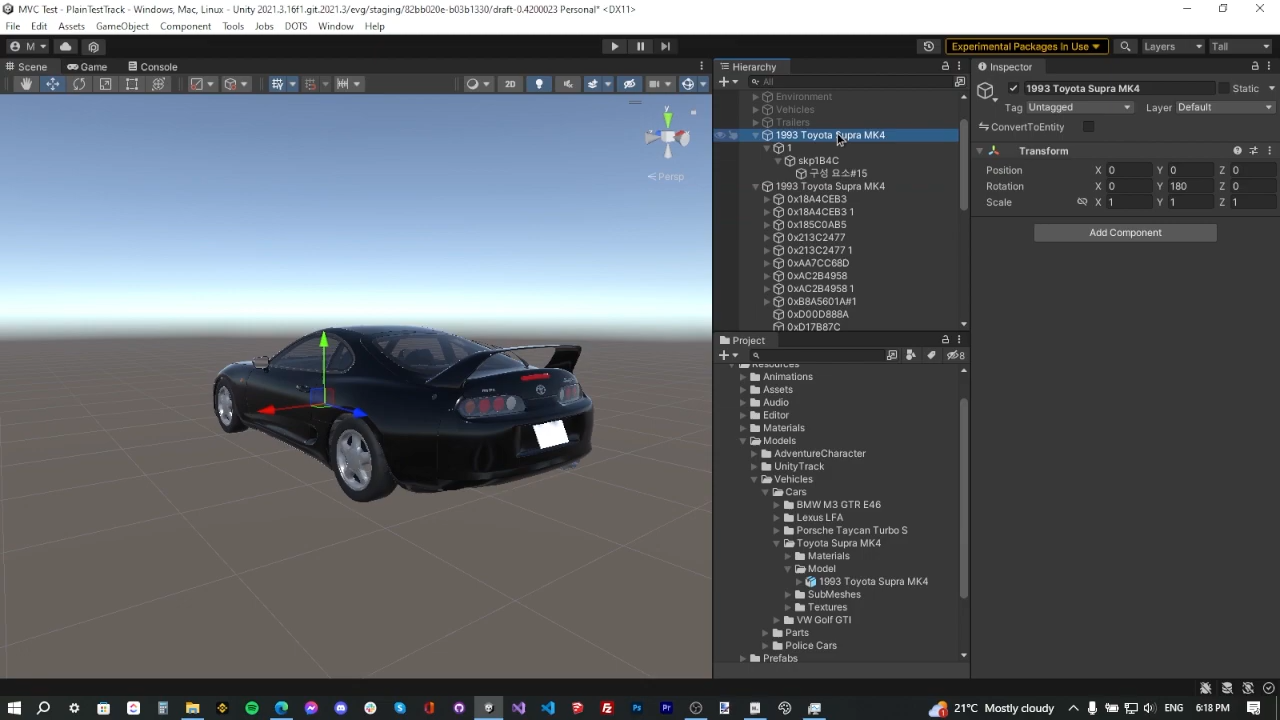 MVC Test - PlainTestTrack - Windows, Mac, Linux - Unity 2021.3.16f1.git.2021.3/evg/staging/82bb020e-b03b1330/draft-0.4200023 Personal* <DX11>
File Edit Assets GameObject Component Tools Jobs DOTS Window Help
M Experimental Packages In Use Layers Tall
Scene Game Console
2D
y
Persp
Hierarchy
All
Environment
Vehicles
Trailers
1993 Toyota Supra MK4
1
skp1B4C
구성 요소#15
1993 Toyota Supra MK4
0x18A4CEB3
0x18A4CEB3 1
0x185C0AB5
0x213C2477
0x213C2477 1
0xAA7CC68D
0xAC2B4958
0xAC2B4958 1
0xB8A5601A#1
0xD00D888A
0xD17B87C
Project
8
Resources
Animations
Assets
Audio
Editor
Materials
Models
AdventureCharacter
UnityTrack
Vehicles
Cars
BMW M3 GTR E46
Lexus LFA
Porsche Taycan Turbo S
Toyota Supra MK4
Materials
Model
1993 Toyota Supra MK4
SubMeshes
Textures
VW Golf GTI
Parts
Police Cars
Prefabs
Inspector
1993 Toyota Supra MK4 Static
Tag Untagged Layer Default
ConvertToEntity
Transform
Position X 0 Y 0 Z 0
Rotation X 0 Y 180 Z 0
Scale X 1 Y 1 Z 1
Add Component
21°C Mostly cloudy 6:18 PM